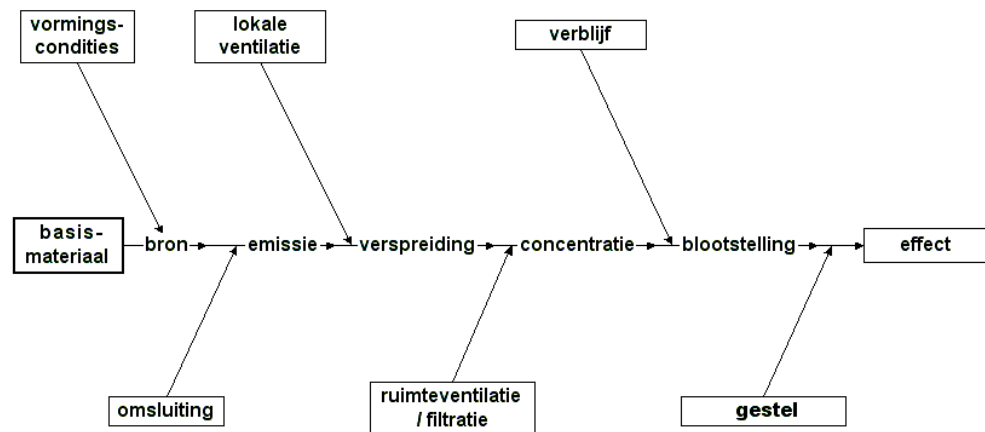 vormings-
condities
lokale
ventilatie
verblijf
basis-
materiaal
bron
emissie
verspreiding
concentratie
blootstelling
effect
omsluiting
ruimteventilatie
/ filtratie
gestel